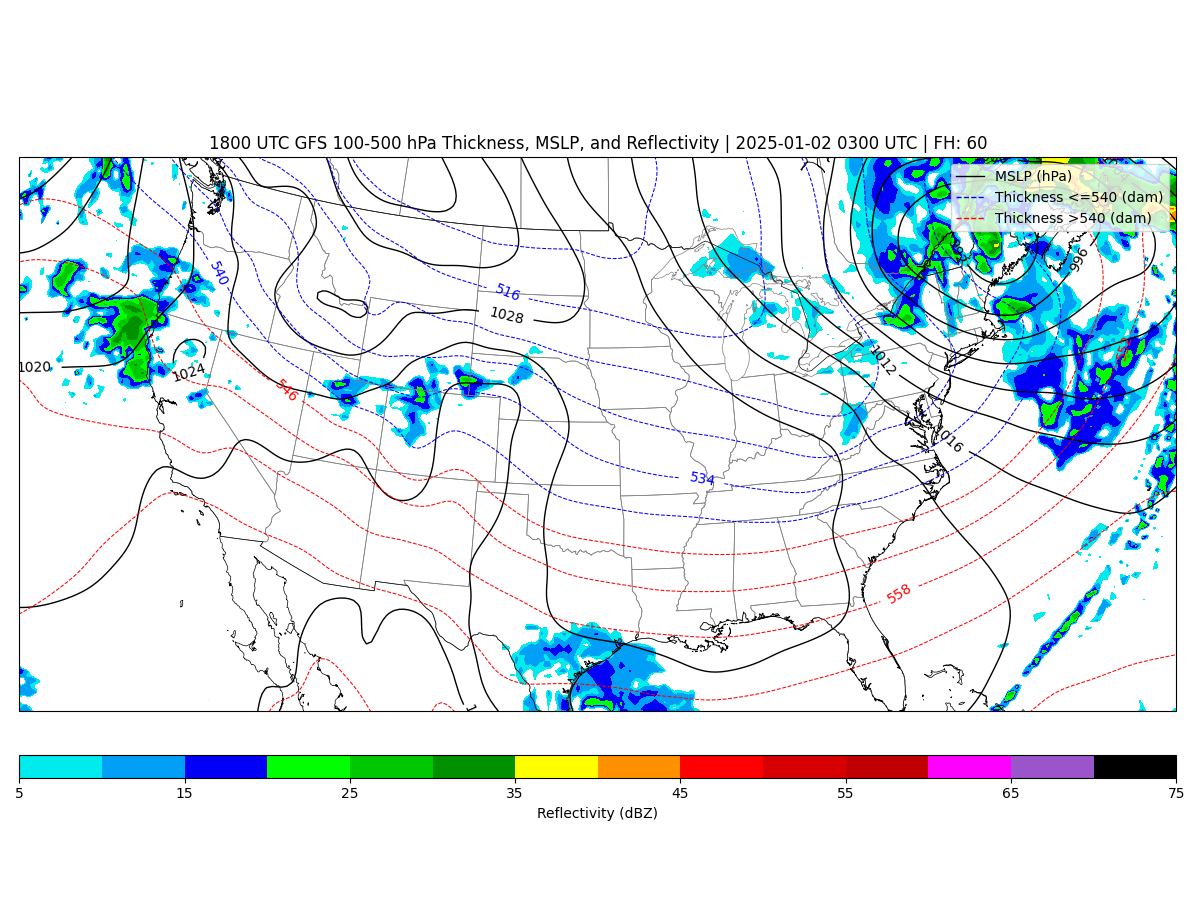 1800 UTC GFS 100-500 hPa Thickness, MSLP, and Reflectivity | 2025-01-02 0300 UTC | FH: 60
MSLP (hPa)
Thickness <=540 (dam)
Thickness >540 (dam)
996
540
516
1028
1012
1020
1024
546
016
534
558
1
5 15 25 35 45 55 65 75
Reflectivity (dBZ)